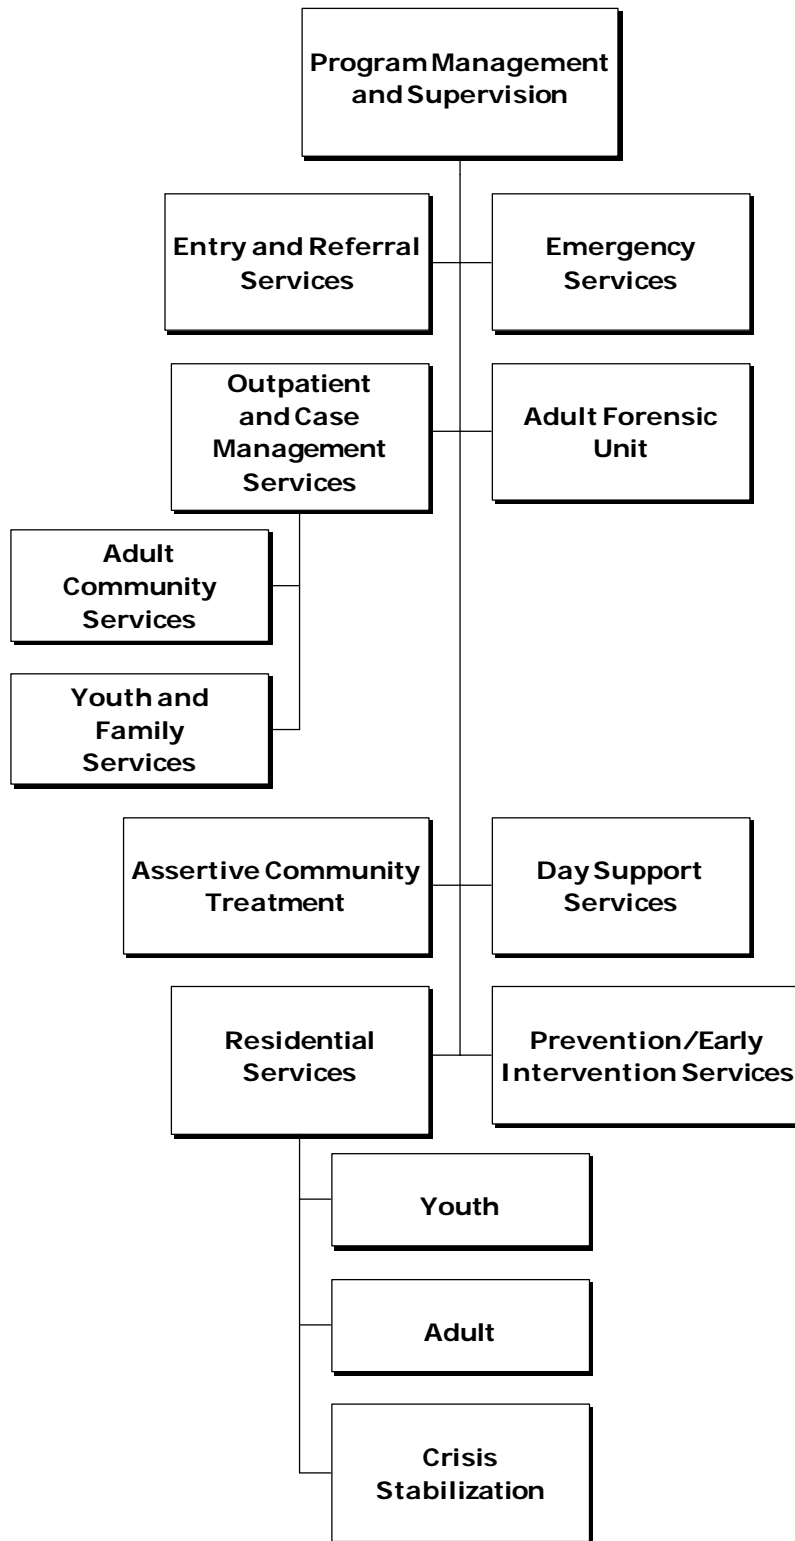 Program Management
and Supervision
Entry and Referral
Services
Emergency
Services
Outpatient
and Case
Management
Services
Adult Forensic
Unit
Adult
Community
Services
Youth and
Family
Services
Assertive Community
Treatment
Day Support
Services
Residential
Services
Prevention/Early
Intervention Services
Youth
Adult
Crisis
Stabilization